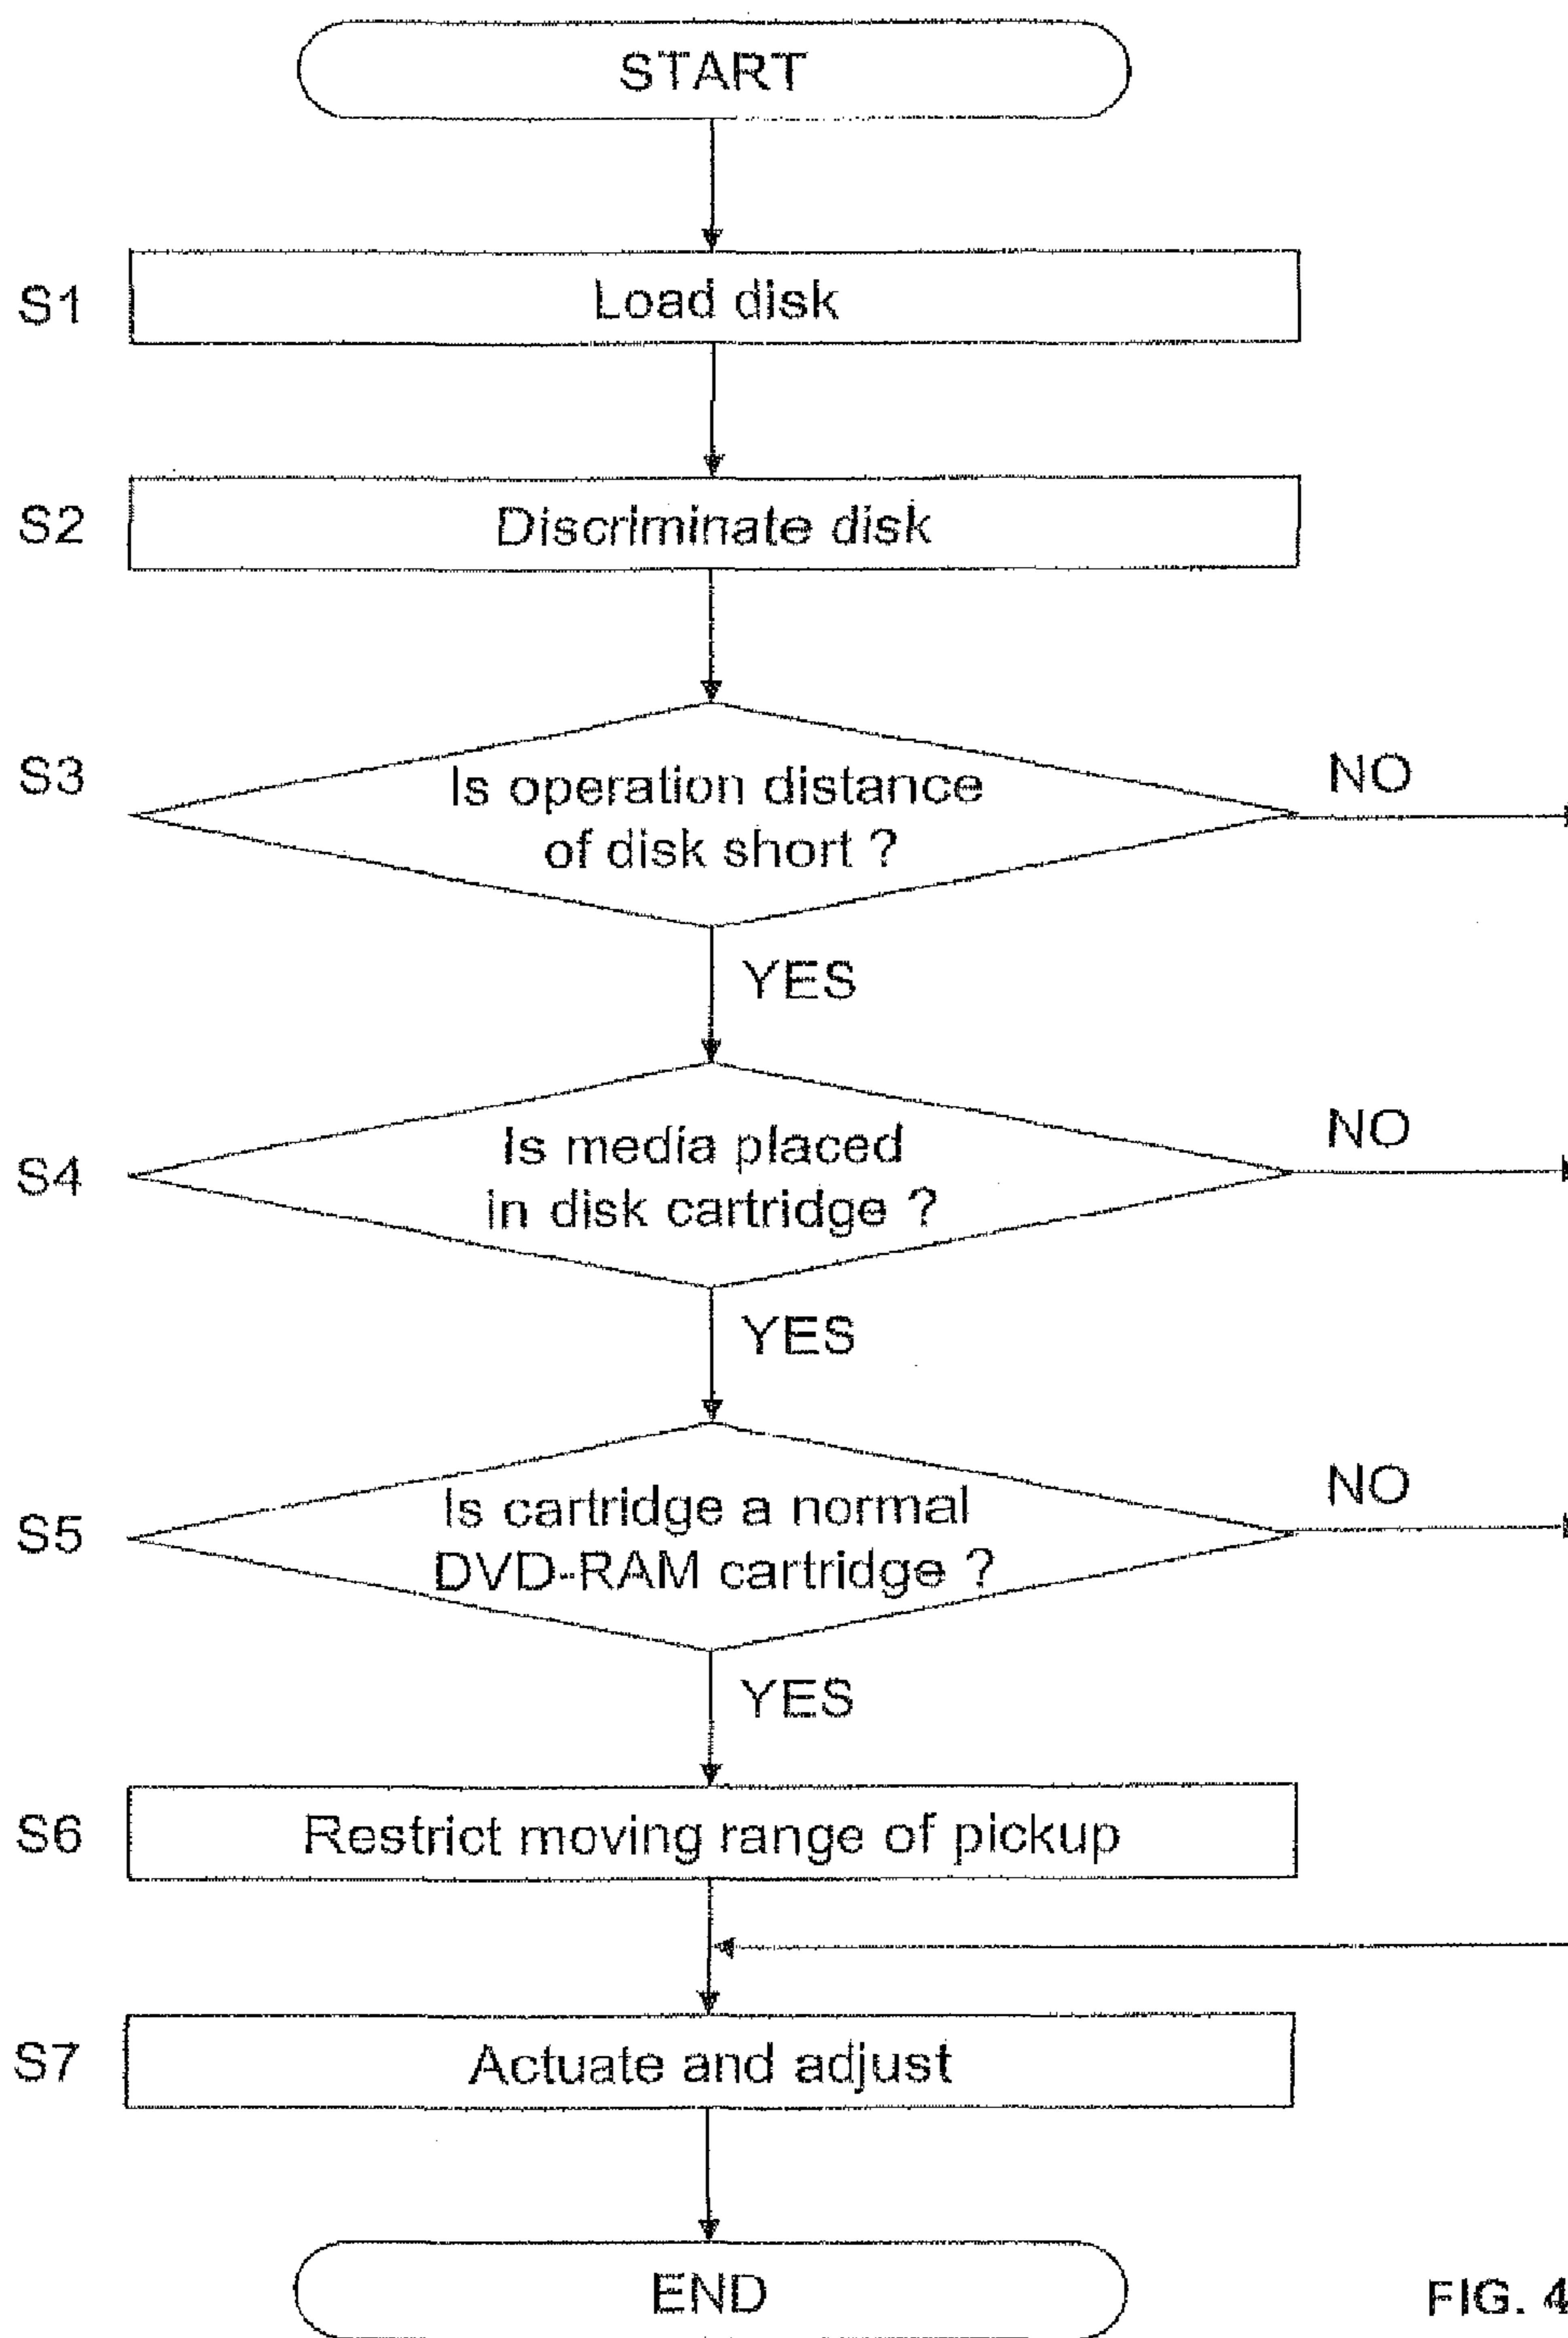 START
S1
Load disk
S2
Discriminate disk
S3
Is operation distance
of disk short ?
NO
YES
S4
Is media placed
in disk cartridge ?
NO
YES
S5
Is cartridge a normal
DVD-RAM cartridge ?
NO
YES
S6
Restrict moving range of pickup
S7
Actuate and adjust
END
FIG. 4